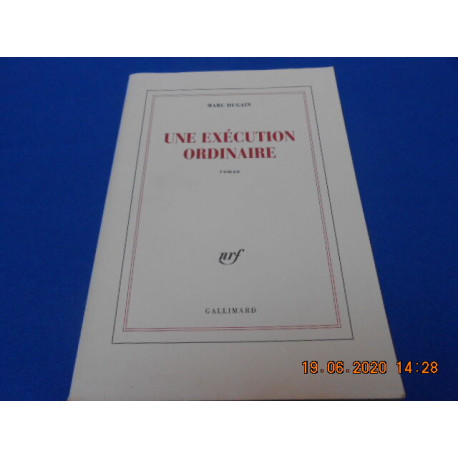 MARC DUGAIN
UNE EXÉCUTION
ORDINAIRE
roman
nrf
GALLIMARD
19.06.2020 14:28